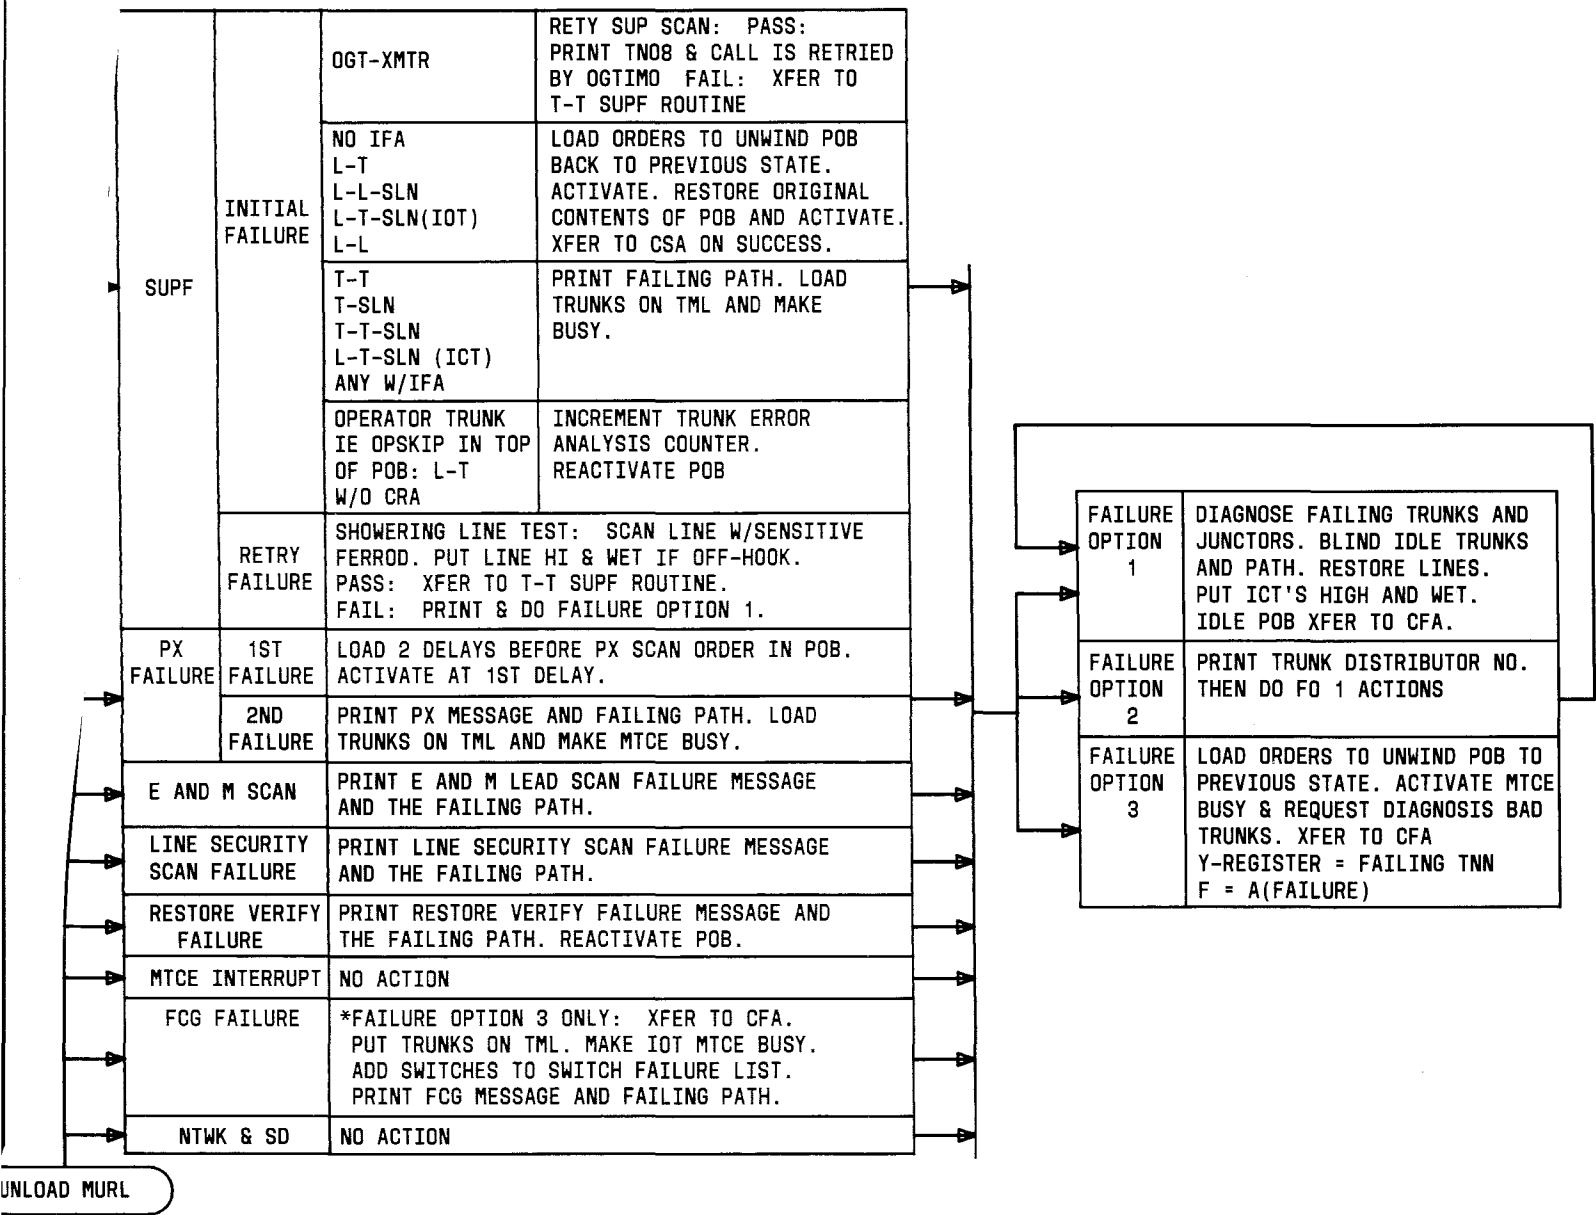 OGT-XMTR
RETY SUP SCAN: PASS:
PRINT TN08 & CALL IS RETRIED
BY OGTIMO FAIL: XFER TO
T-T SUPF ROUTINE
SUPF
INITIAL
FAILURE
NO IFA
L-T
L-L-SLN
L-T-SLN(IOT)
L-L
LOAD ORDERS TO UNWIND POB
BACK TO PREVIOUS STATE.
ACTIVATE. RESTORE ORIGINAL
CONTENTS OF POB AND ACTIVATE.
XFER TO CSA ON SUCCESS.
T-T
T-SLN
T-T-SLN
L-T-SLN (ICT)
ANY W/IFA
PRINT FAILING PATH. LOAD
TRUNKS ON TML AND MAKE
BUSY.
OPERATOR TRUNK
IE OPSKIP IN TOP
OF POB: L-T
W/O CRA
INCREMENT TRUNK ERROR
ANALYSIS COUNTER.
REACTIVATE POB
RETRY
FAILURE
SHOWERING LINE TEST: SCAN LINE W/SENSITIVE
FERROD. PUT LINE HI & WET IF OFF-HOOK.
PASS: XFER TO T-T SUPF ROUTINE.
FAIL: PRINT & DO FAILURE OPTION 1.
PX
FAILURE
1ST
FAILURE
LOAD 2 DELAYS BEFORE PX SCAN ORDER IN POB.
ACTIVATE AT 1ST DELAY.
2ND
FAILURE
PRINT PX MESSAGE AND FAILING PATH. LOAD
TRUNKS ON TML AND MAKE MTCE BUSY.
E AND M SCAN
PRINT E AND M LEAD SCAN FAILURE MESSAGE
AND THE FAILING PATH.
LINE SECURITY
SCAN FAILURE
PRINT LINE SECURITY SCAN FAILURE MESSAGE
AND THE FAILING PATH.
RESTORE VERIFY
FAILURE
PRINT RESTORE VERIFY FAILURE MESSAGE AND
THE FAILING PATH. REACTIVATE POB.
MTCE INTERRUPT
NO ACTION
FCG FAILURE
*FAILURE OPTION 3 ONLY: XFER TO CFA.
PUT TRUNKS ON TML. MAKE IOT MTCE BUSY.
ADD SWITCHES TO SWITCH FAILURE LIST.
PRINT FCG MESSAGE AND FAILING PATH.
NTWK & SD
NO ACTION
UNLOAD MURL
FAILURE
OPTION
1
DIAGNOSE FAILING TRUNKS AND
JUNCTORS. BLIND IDLE TRUNKS
AND PATH. RESTORE LINES.
PUT ICT'S HIGH AND WET.
IDLE POB XFER TO CFA.
FAILURE
OPTION
2
PRINT TRUNK DISTRIBUTOR NO.
THEN DO FO 1 ACTIONS
FAILURE
OPTION
3
LOAD ORDERS TO UNWIND POB TO
PREVIOUS STATE. ACTIVATE MTCE
BUSY & REQUEST DIAGNOSIS BAD
TRUNKS. XFER TO CFA
Y-REGISTER = FAILING TNN
F = A(FAILURE)